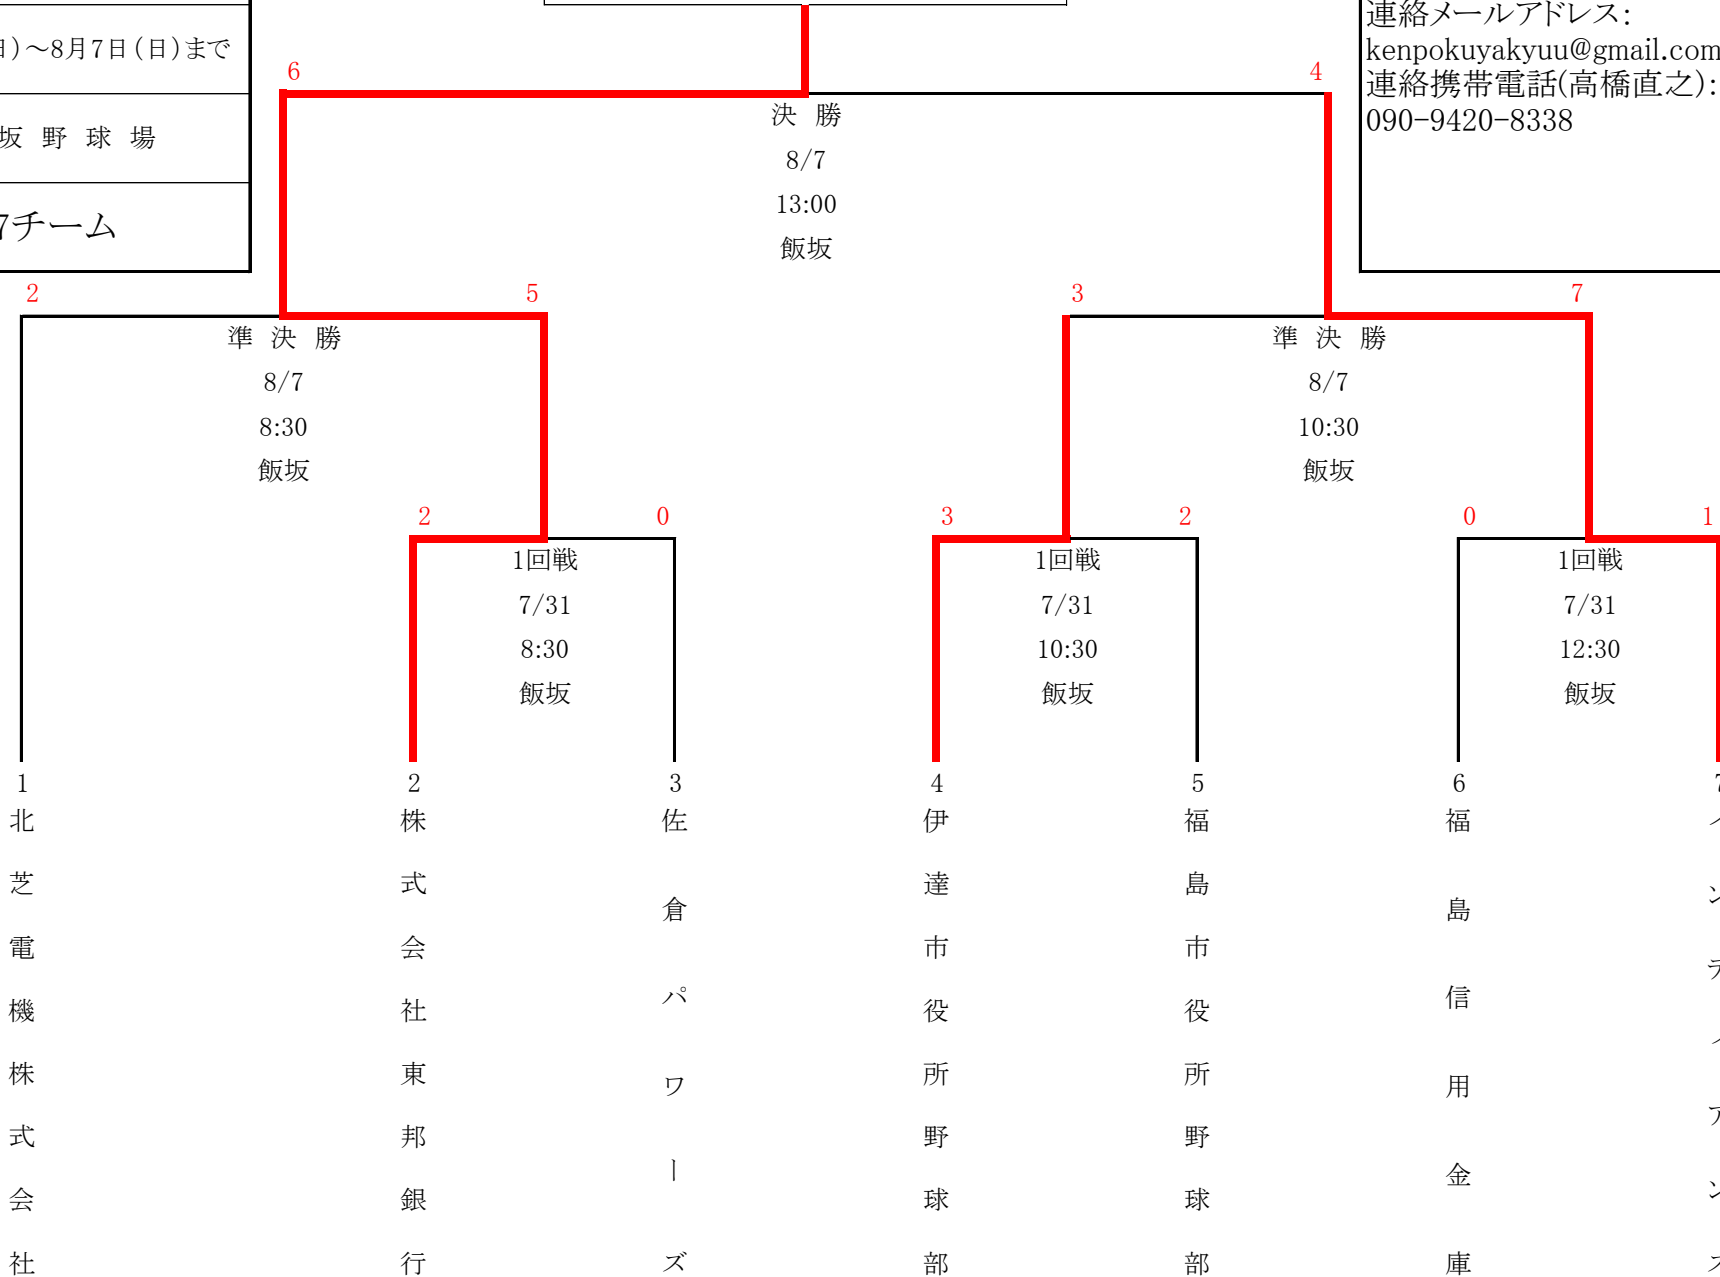 連絡メールアドレス:
日)～8月7日(日)まで
kenpokuyakyuu@gmail.com
6
4
連絡携帯電話(高橋直之):
決 勝
090-9420-8338
坂 野 球 場
8/7
13:00
7チーム
飯坂
2
5
3
7
準 決 勝
準 決 勝
8/7
8/7
8:30
10:30
飯坂
飯坂
2
0
3
2
0
1
1回戦
1回戦
1回戦
7/31
7/31
7/31
8:30
10:30
12:30
飯坂
飯坂
飯坂
1
2
3
4
5
6
7
北芝電機株式会社
株式会社東邦銀行
佐倉パワーズ
伊達市役所野球部
福島市役所野球部
福島信用金庫
インディアンス